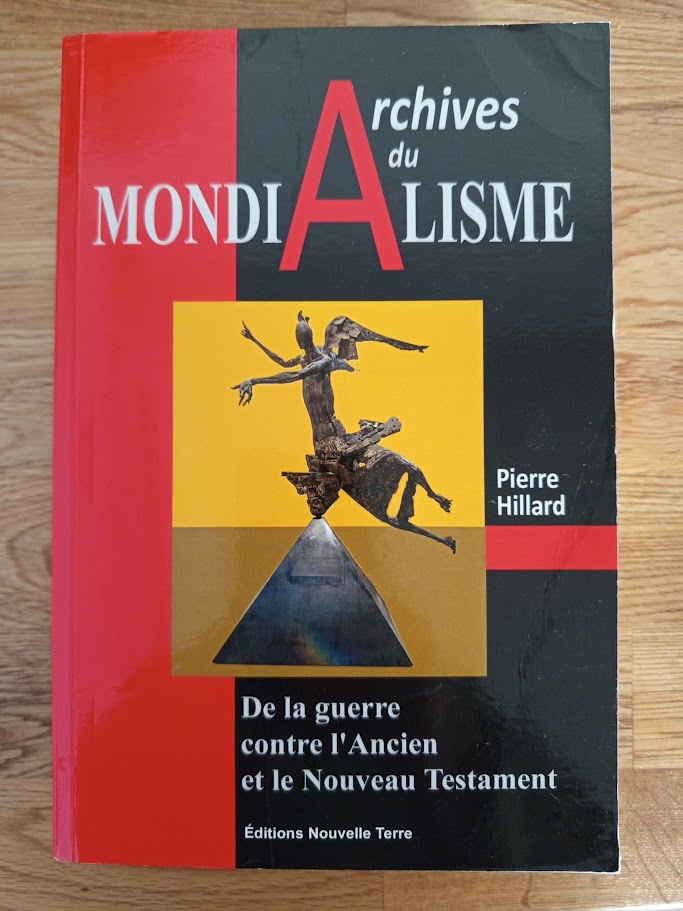 Archives
du
MONDIALISME
Pierre
Hillard
De la guerre
contre l'Ancien
et le Nouveau Testament
Éditions Nouvelle Terre